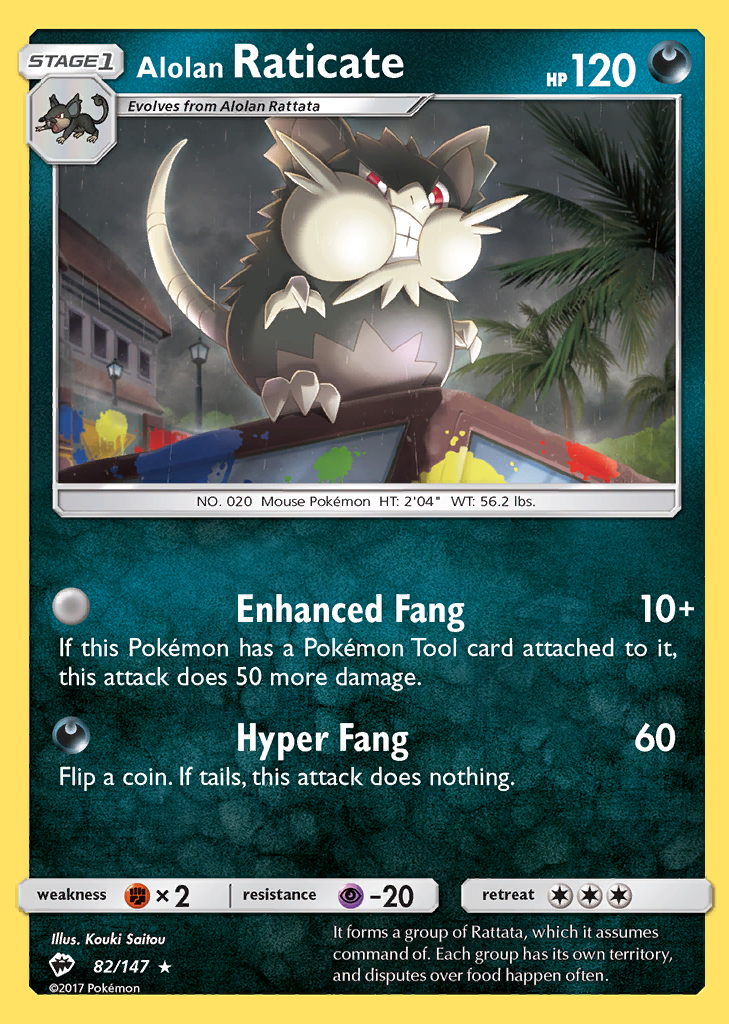 STAGE1
Alolan Raticate
HP 120
Evolves from Alolan Rattata
NO. 020 Mouse Pokémon HT: 2'04" WT: 56.2 lbs.
Enhanced Fang 10+
If this Pokémon has a Pokémon Tool card attached to it,
this attack does 50 more damage.
Hyper Fang 60
Flip a coin. If tails, this attack does nothing.
weakness × 2 resistance -20 retreat
Illus. Kouki Saitou
82/147 ★
©2017 Pokémon
It forms a group of Rattata, which it assumes
command of. Each group has its own territory,
and disputes over food happen often.